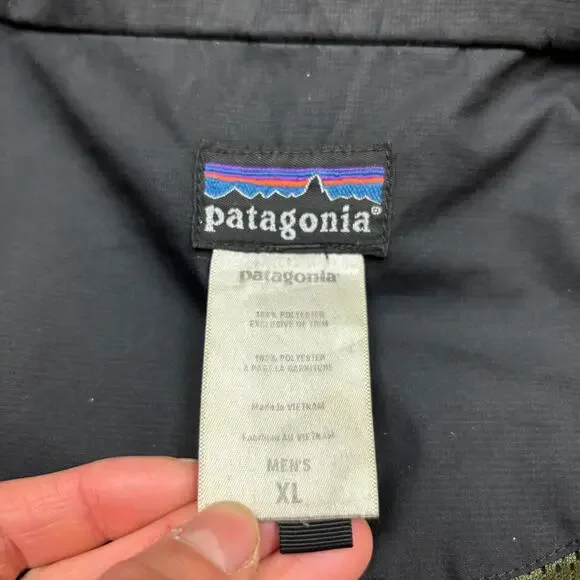 patagonia®
patagonia®
100% POLYESTER
EXCLUSIVE OF TRIM
100% POLYESTER
A PART LA GARNITURE
Made in VIETNAM
Fabriqué AU VIETNAM
MEN'S
XL